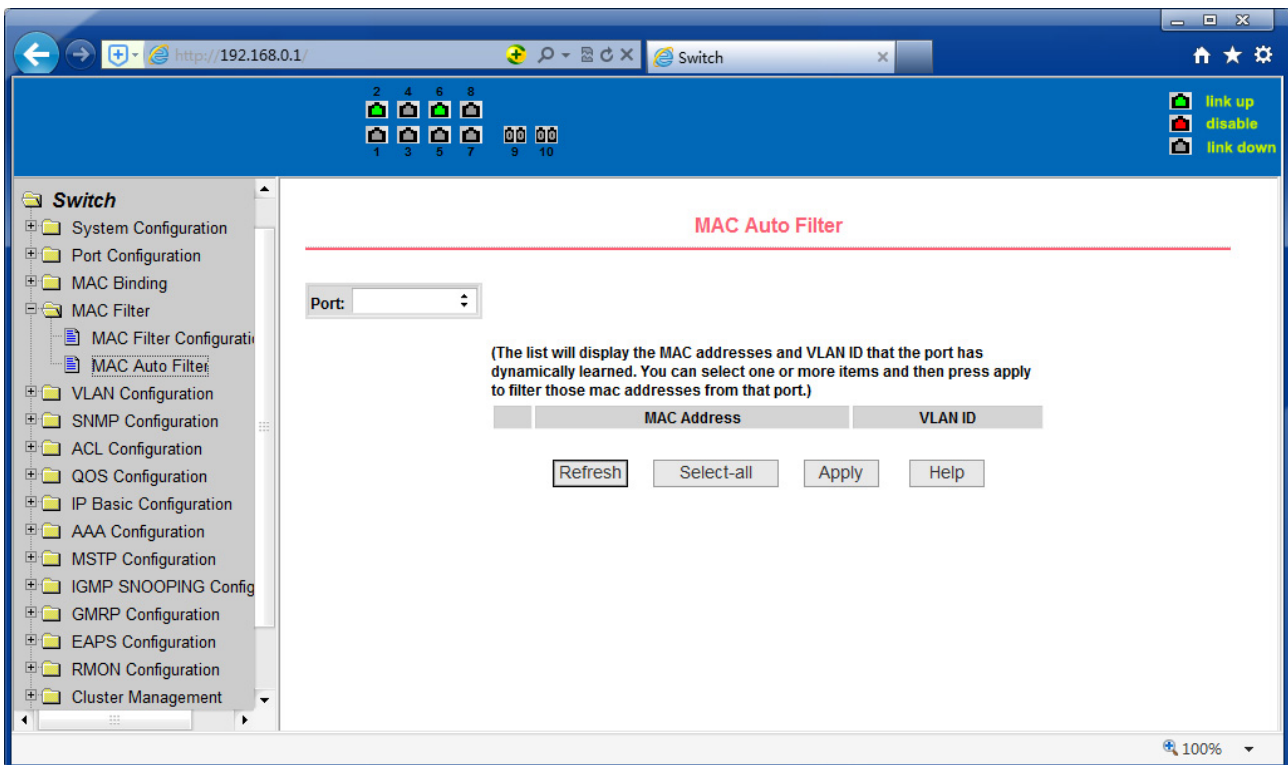 http://192.168.0.1/
Switch
2 4 6 8
1 3 5 7 9 10
link up
disable
link down
Switch
System Configuration
Port Configuration
MAC Binding
MAC Filter
MAC Filter Configurati
MAC Auto Filter
VLAN Configuration
SNMP Configuration
ACL Configuration
QOS Configuration
IP Basic Configuration
AAA Configuration
MSTP Configuration
IGMP SNOOPING Config
GMRP Configuration
EAPS Configuration
RMON Configuration
Cluster Management
MAC Auto Filter
Port:
(The list will display the MAC addresses and VLAN ID that the port has
dynamically learned. You can select one or more items and then press apply
to filter those mac addresses from that port.)
MAC Address VLAN ID
Refresh Select-all Apply Help
100%